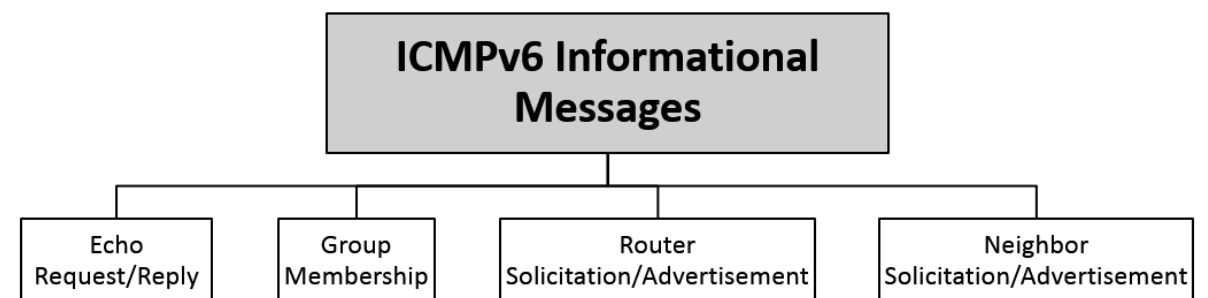 ICMPv6 Informational
Messages
Echo
Request/Reply
Group
Membership
Router
Solicitation/Advertisement
Neighbor
Solicitation/Advertisement